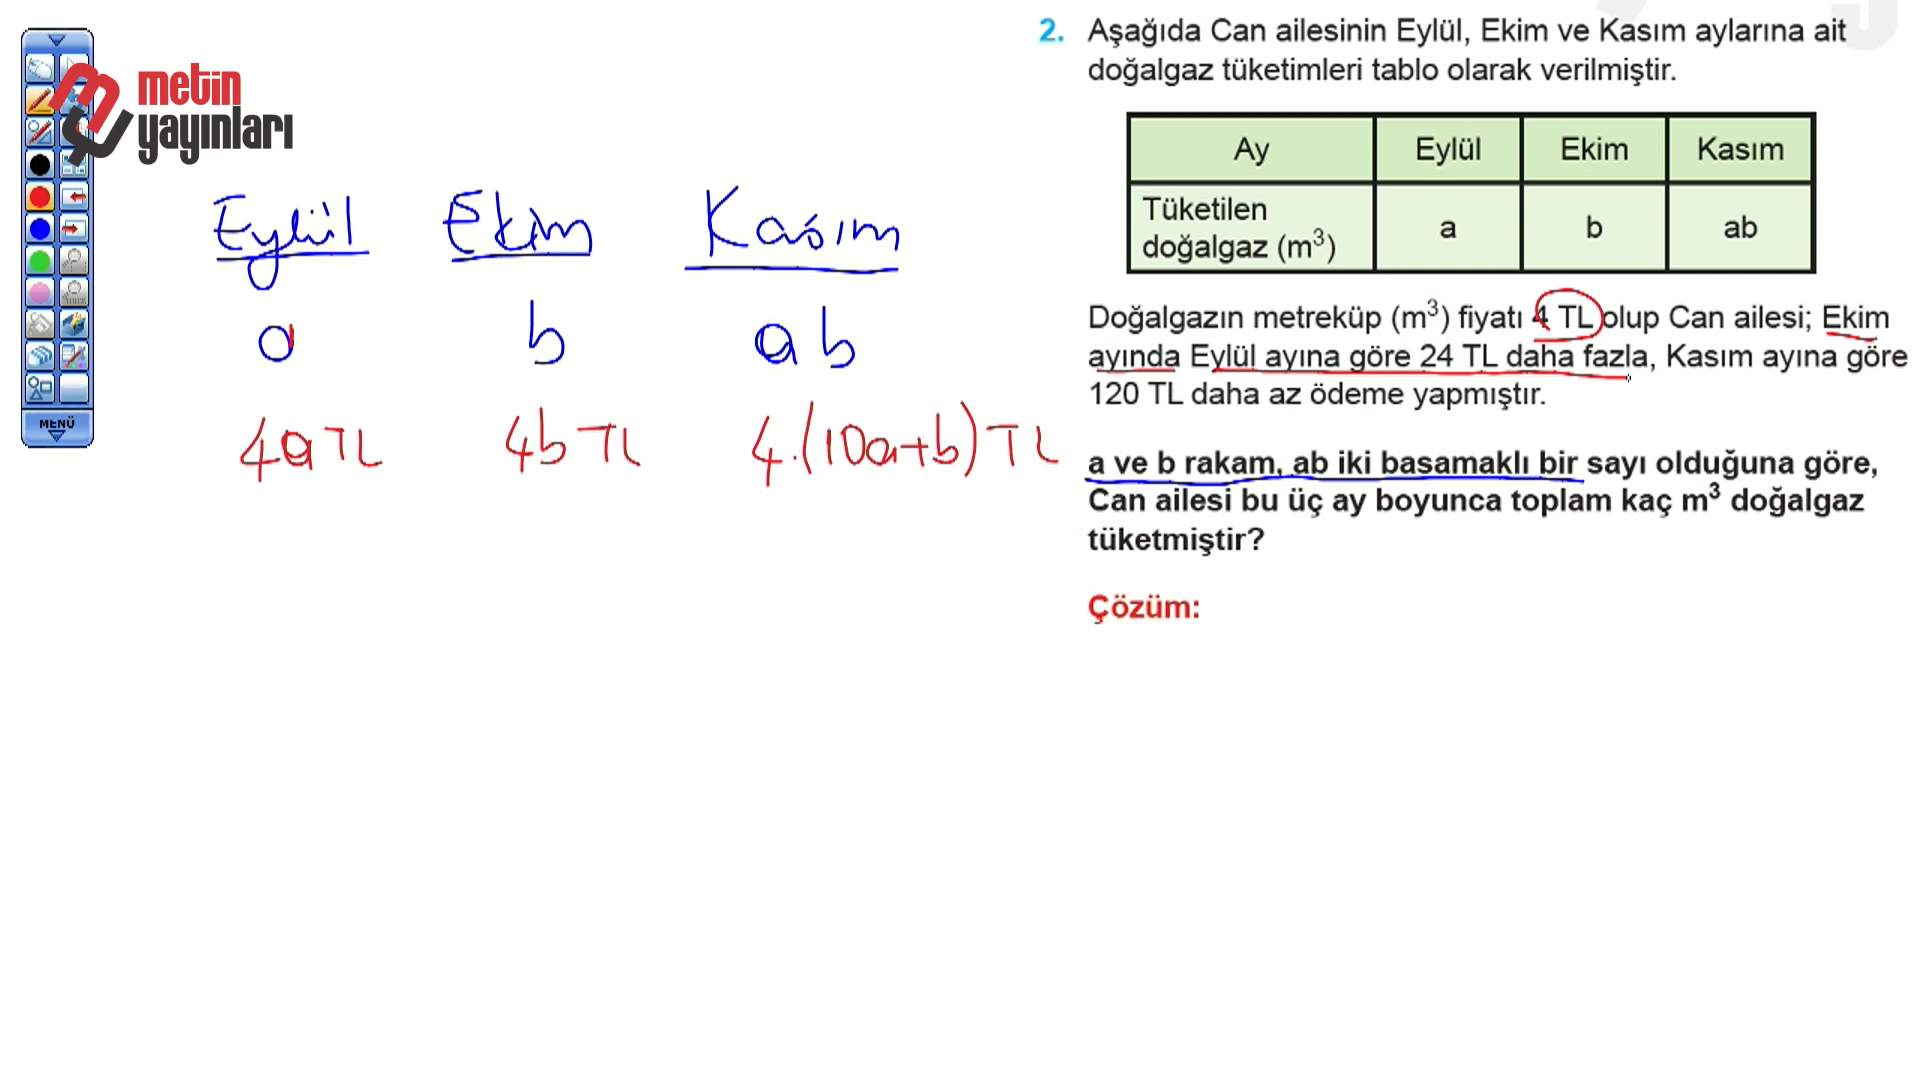 metin
yayınları
MENÜ
Eylül Ekim Kasım
a b ab
4a TL 4b TL 4.(10a+b) TL
2. Aşağıda Can ailesinin Eylül, Ekim ve Kasım aylarına ait
doğalgaz tüketimleri tablo olarak verilmiştir.
Ay Eylül Ekim Kasım
Tüketilen
doğalgaz (m³) a b ab
Doğalgazın metreküp (m³) fiyatı 4 TL olup Can ailesi; Ekim
ayında Eylül ayına göre 24 TL daha fazla, Kasım ayına göre
120 TL daha az ödeme yapmıştır.
a ve b rakam, ab iki basamaklı bir sayı olduğuna göre,
Can ailesi bu üç ay boyunca toplam kaç m³ doğalgaz
tüketmiştir?
Çözüm: